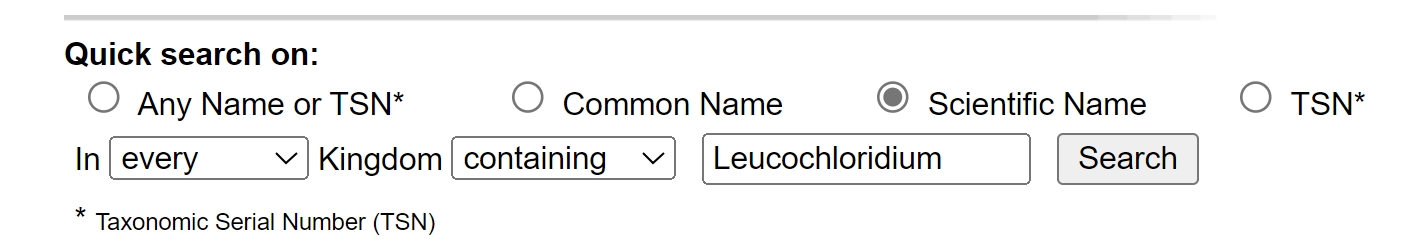 Quick search on:
Any Name or TSN* Common Name Scientific Name TSN*
In every Kingdom containing Leucochloridium Search
* Taxonomic Serial Number (TSN)